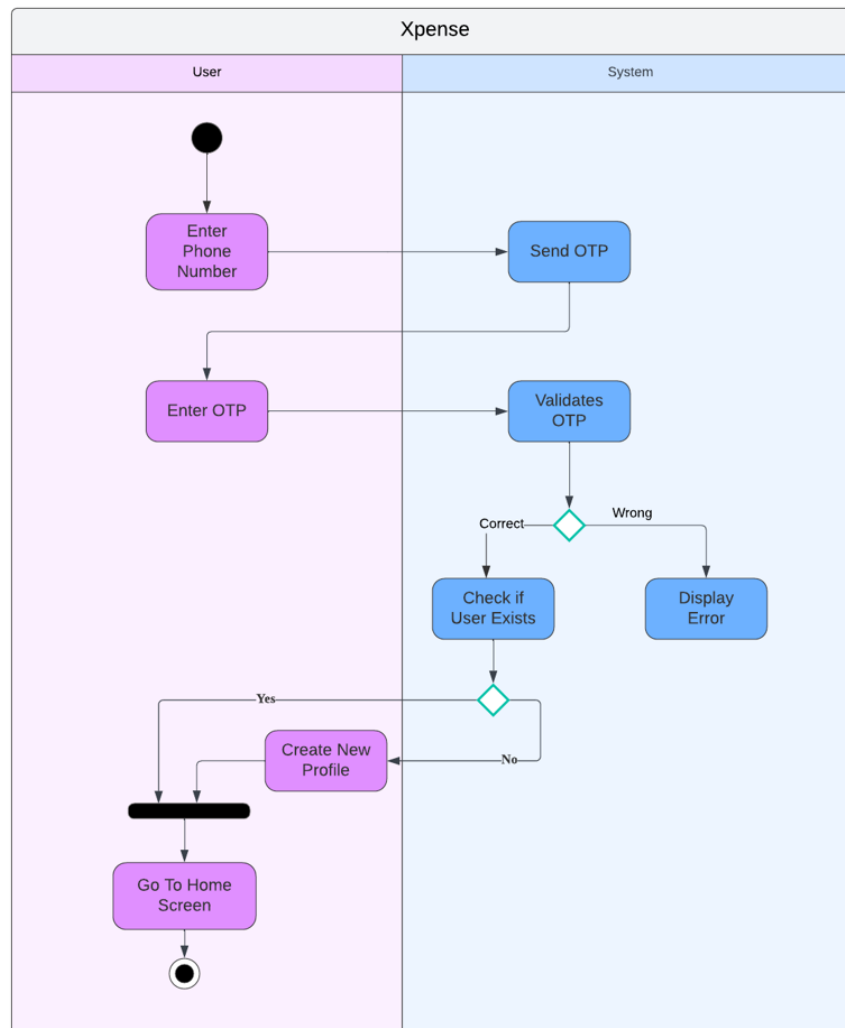 Xpense
User
System
Enter
Phone
Number
Send OTP
Enter OTP
Validates
OTP
Correct
Wrong
Check if
User Exists
Display
Error
Yes
Create New
Profile
No
Go To Home
Screen